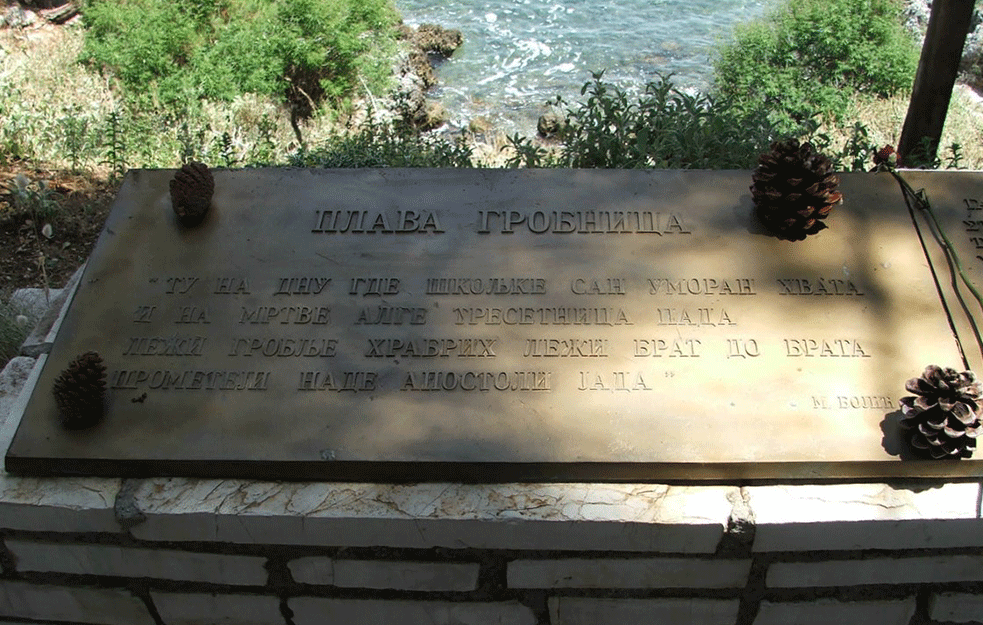 ПЛАВА ГРОБНИЦА
"ТУ НА ДНУ ГДЕ ШКОЉКЕ САН УМОРАН ХВАТА
И НА МРТВЕ АЛГЕ ТРЕСЕТНИЦА ПАДА
ЛЕЖИ ГРОБЉЕ ХРАБРИХ ЛЕЖИ БРАТ ДО БРАТА
ПРОМЕТЕЈИ НАДЕ АПОСТОЛИ ЈАДА"
М. БОЈИЋ